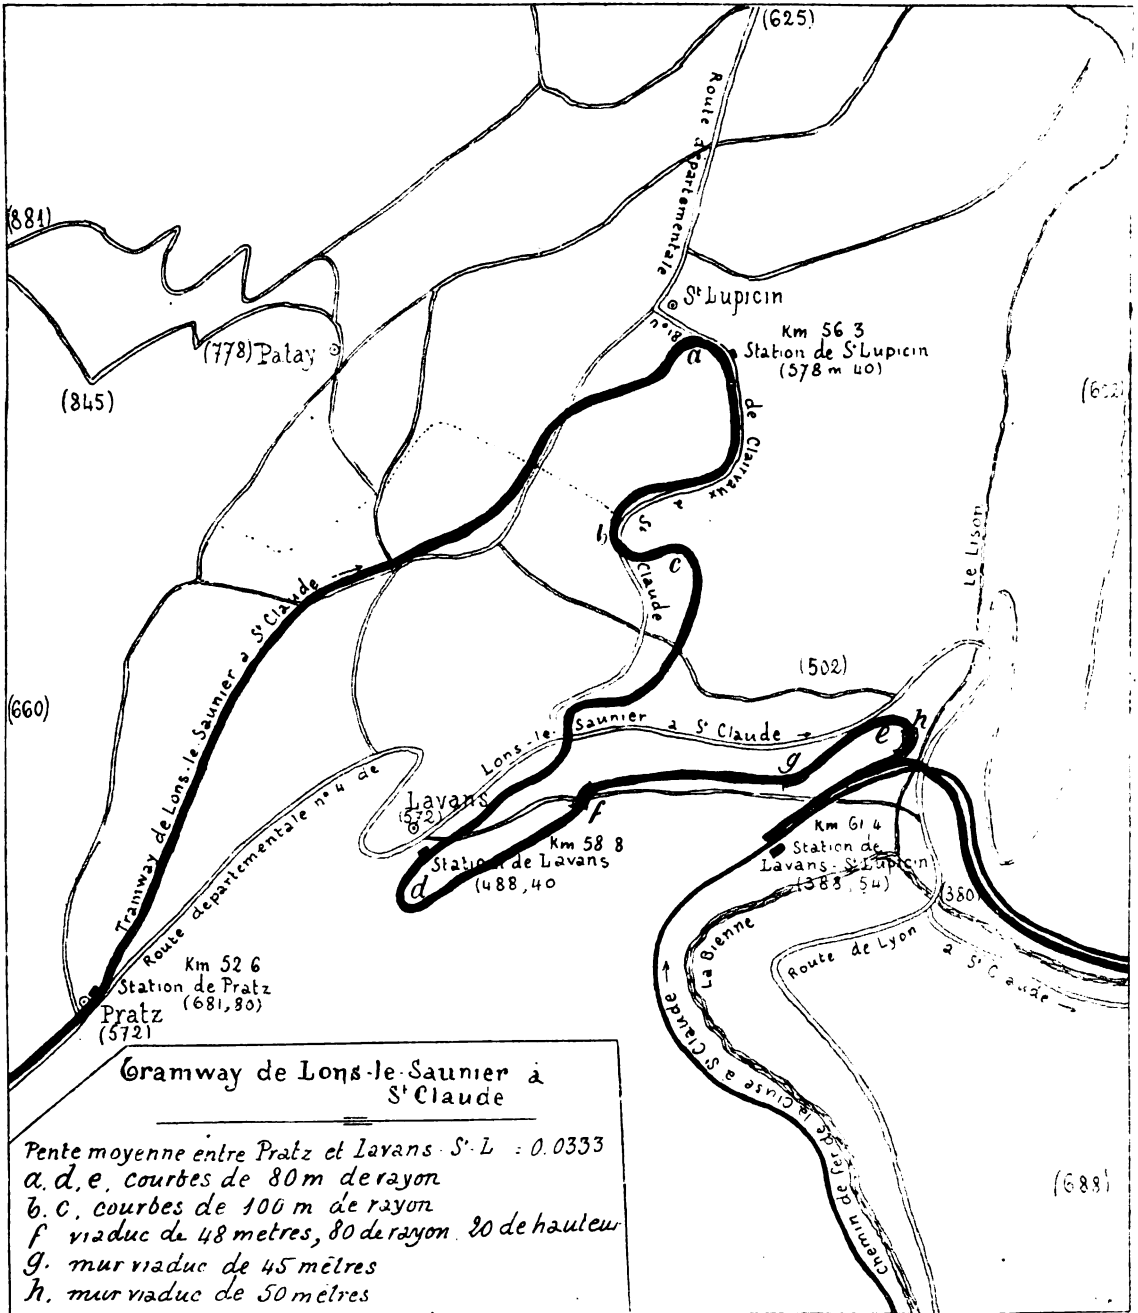 (625)
Route départementale
(881)
St Lupicin
Km 56 3
Station de St Lupicin
(578 m 40)
(778) Patay
(845)
a
de Clairvaux
à
St
Claude
b
c
Le Lison
(660)
Tramway de Lons-le-Saunier à St Claude
(502)
Lons-le-Saunier à St Claude
e
h
g
f
Lavans
(572)
Km 58 8
Station de Lavans
(488,40
d
Km 61 4
Station de
Lavans-St Lupicin
(388,54)
(380)
Route départementale n° 4 de
La Bienne
Route de Lyon
à St Claude
Km 52 6
Station de Pratz
(681,80)
Pratz
(572)
Chemin de fer de la Cluse à St Claude
(688)
Tramway de Lons-le-Saunier à
St Claude
Pente moyenne entre Pratz et Lavans St-L : 0.0333
a, d, e, courbes de 80m de rayon
b. c, courbes de 100 m de rayon
f viaduc de 48 metres, 80 de rayon 20 de hauteur
g. mur viaduc de 45 mètres
h. mur viaduc de 50 mètres